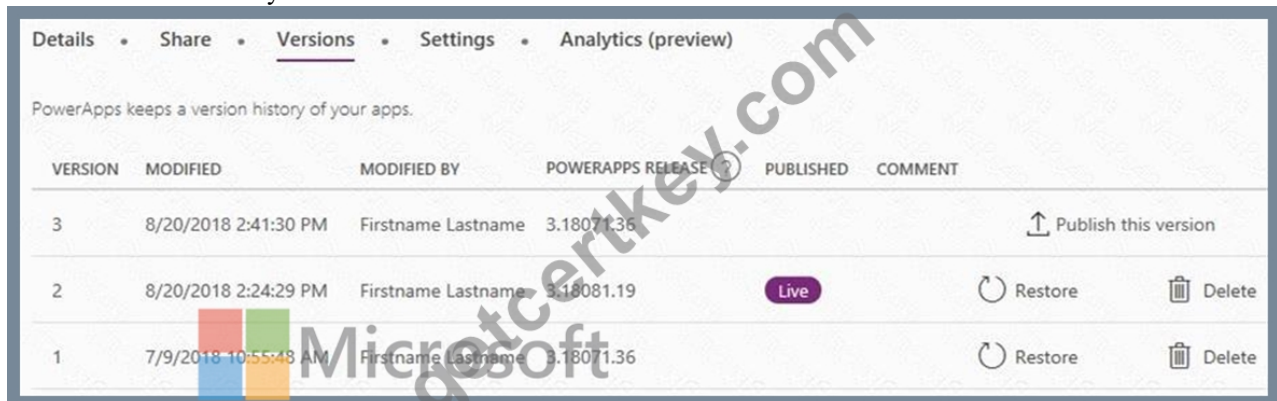 Details • Share • Versions • Settings • Analytics (preview)
PowerApps keeps a version history of your apps.
VERSION MODIFIED MODIFIED BY POWERAPPS RELEASE ? PUBLISHED COMMENT
3 8/20/2018 2:41:30 PM Firstname Lastname 3.18071.36 Publish this version
2 8/20/2018 2:24:29 PM Firstname Lastname 3.18081.19 Live Restore Delete
1 7/9/2018 10:55:48 AM Firstname Lastname 3.18071.36 Restore Delete
Microsoft
getcertkey.com